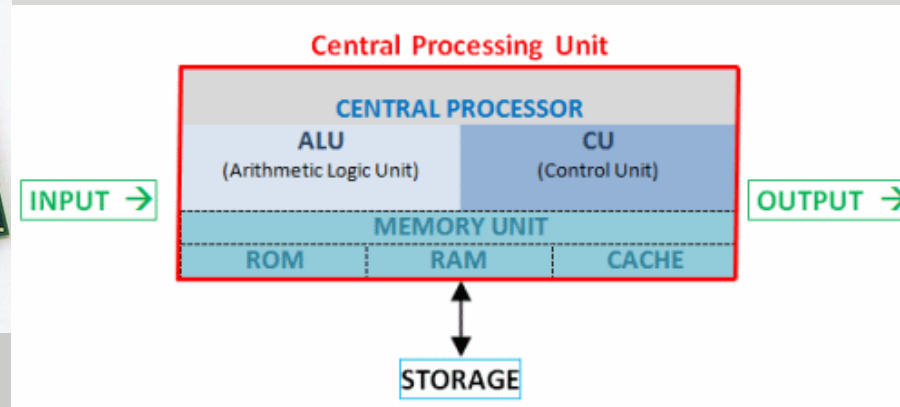 Central Processing Unit
CENTRAL PROCESSOR
ALU
(Arithmetic Logic Unit)
CU
(Control Unit)
INPUT →
OUTPUT →
MEMORY UNIT
ROM
RAM
CACHE
STORAGE